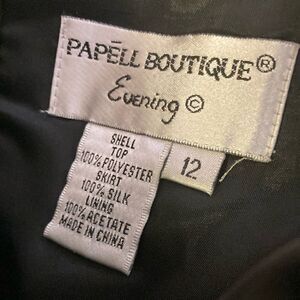 PAPELL BOUTIQUE®
Evening ©
12
SHELL
TOP
100% POLYESTER
SKIRT
100% SILK
LINING
100% ACETATE
MADE IN CHINA